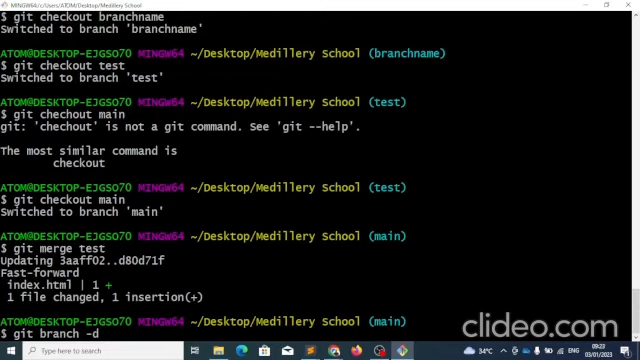 MINGW64:/c/Users/ATOM/Desktop/Medillery School
$ git checkout branchname
Switched to branch 'branchname'
ATOM@DESKTOP-EJGSO70 MINGW64 ~/Desktop/Medillery School (branchname)
$ git checkout test
Switched to branch 'test'
ATOM@DESKTOP-EJGSO70 MINGW64 ~/Desktop/Medillery School (test)
$ git chechout main
git: 'chechout' is not a git command. See 'git --help'.
The most similar command is
checkout
ATOM@DESKTOP-EJGSO70 MINGW64 ~/Desktop/Medillery School (test)
$ git checkout main
Switched to branch 'main'
ATOM@DESKTOP-EJGSO70 MINGW64 ~/Desktop/Medillery School (main)
$ git merge test
Updating 3aaff02..d80d71f
Fast-forward
index.html | 1 +
1 file changed, 1 insertion(+)
ATOM@DESKTOP-EJGSO70 MINGW64 ~/Desktop/Medillery School (main)
$ git branch -d
clideo.com
Type here to search
34°C
ENG
09:23
03/01/2023